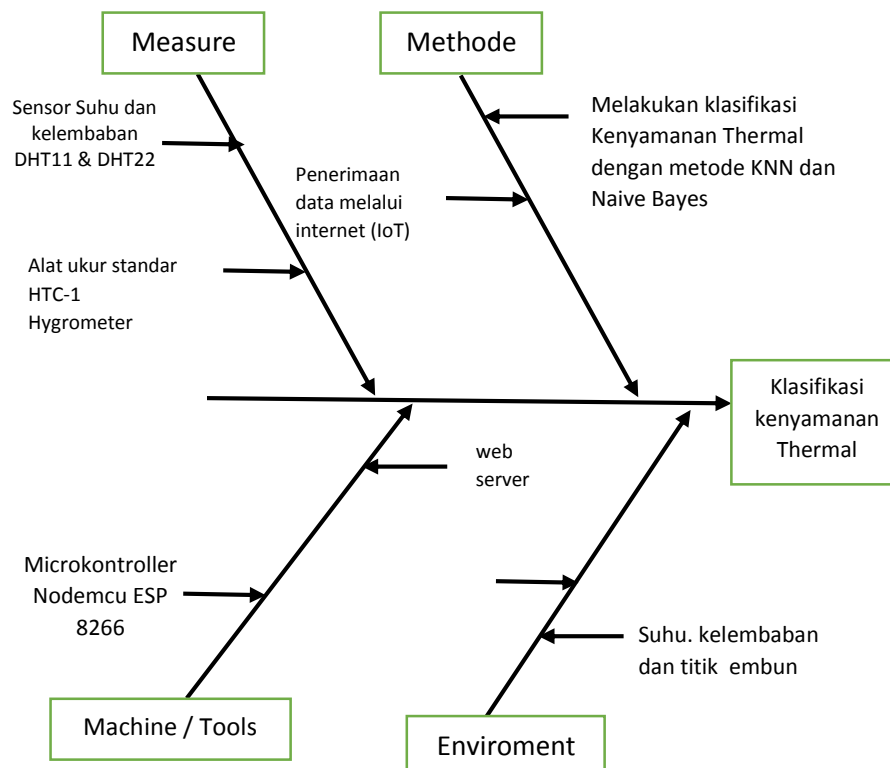 Measure
Methode
Sensor Suhu dan
kelembaban
DHT11 & DHT22
Melakukan klasifikasi
Kenyamanan Thermal
dengan metode KNN dan
Naive Bayes
Penerimaan
data melalui
internet (IoT)
Alat ukur standar
HTC-1
Hygrometer
Klasifikasi
kenyamanan
Thermal
web
server
Microkontroller
Nodemcu ESP
8266
Suhu. kelembaban
dan titik embun
Machine / Tools
Enviroment